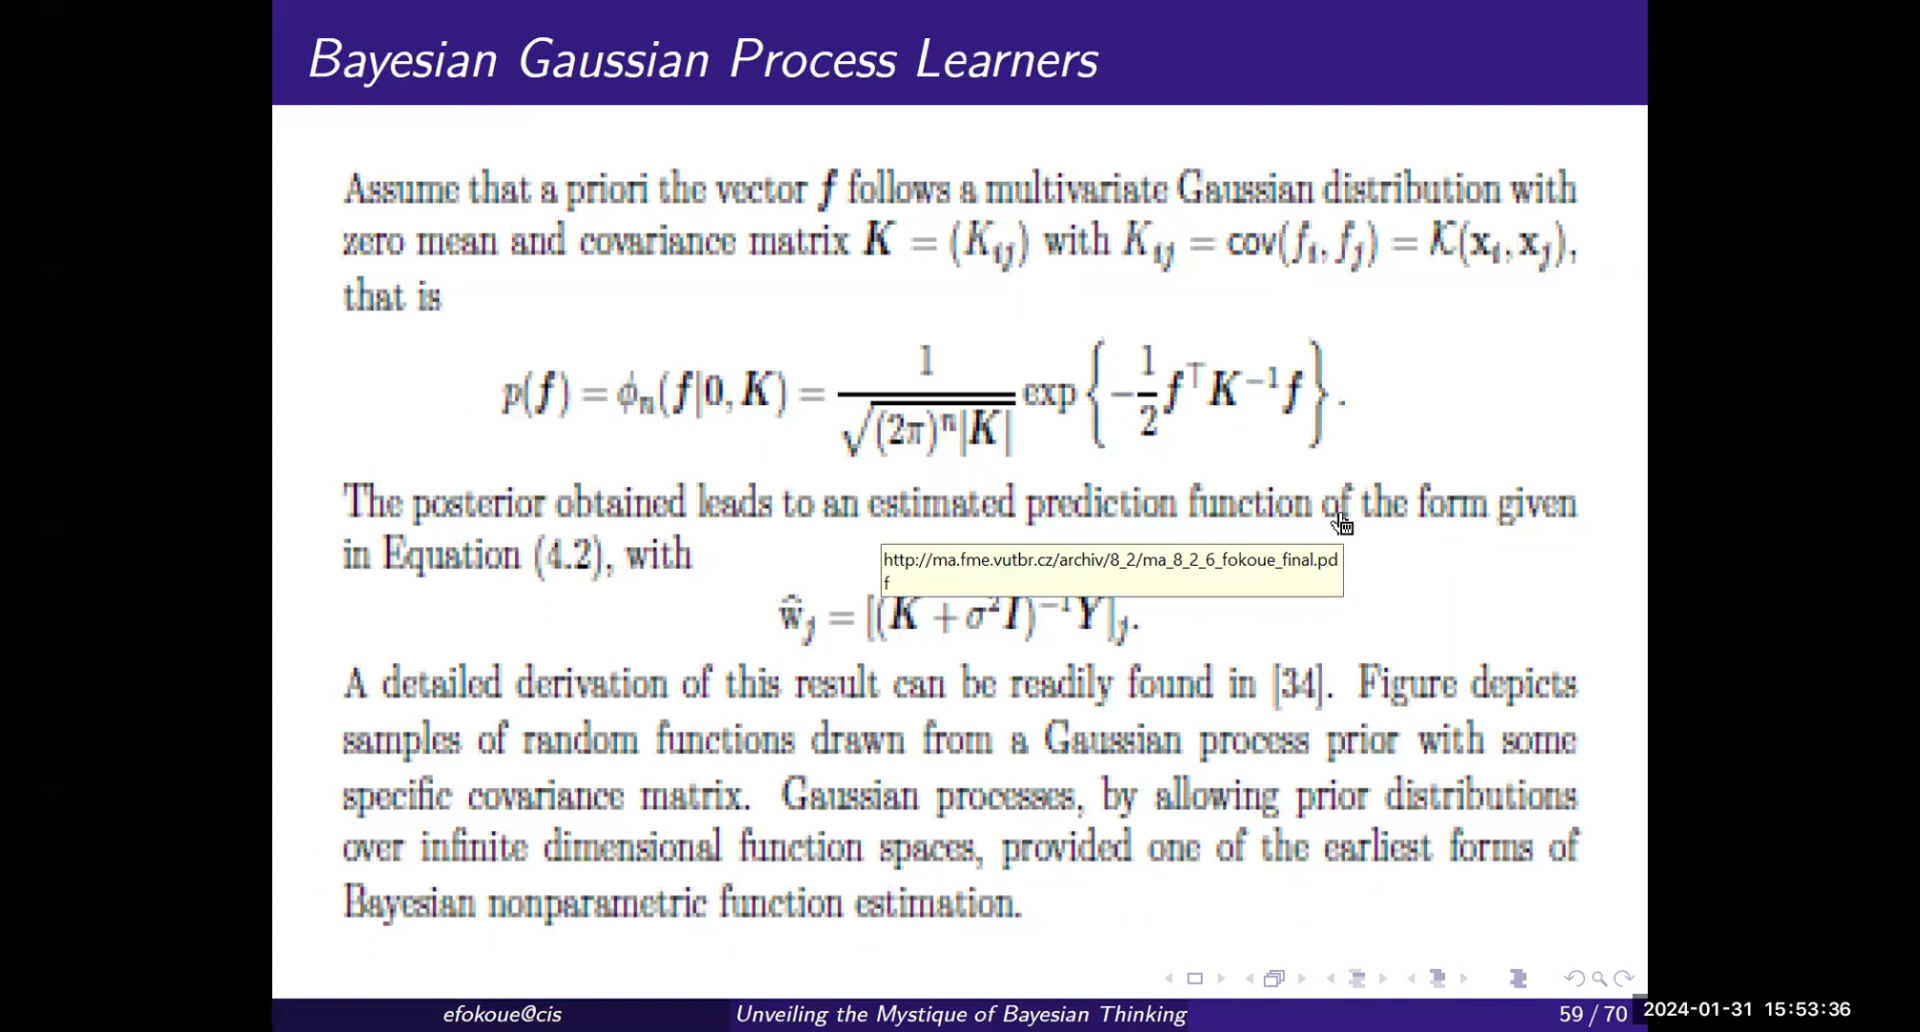 Bayesian Gaussian Process Learners
Assume that a priori the vector f follows a multivariate Gaussian distribution with
zero mean and covariance matrix K = (K_ij) with K_ij = cov(f_i, f_j) = 𝒦(x_i, x_j),
that is
p(f) = ϕ_n(f|0, K) = 1 / √((2π)^n|K|) exp{ −1/2 f^⊤ K^−1 f }.
The posterior obtained leads to an estimated prediction function of the form given
in Equation (4.2), with
http://ma.fme.vutbr.cz/archiv/8_2/ma_8_2_6_fokoue_final.pd
f
ŵ_j = [(K + σ^2 I)^−1 Y]_j.
A detailed derivation of this result can be readily found in [34]. Figure depicts
samples of random functions drawn from a Gaussian process prior with some
specific covariance matrix. Gaussian processes, by allowing prior distributions
over infinite dimensional function spaces, provided one of the earliest forms of
Bayesian nonparametric function estimation.
efokoue@cis Unveiling the Mystique of Bayesian Thinking 59 / 70 2024-01-31 15:53:36